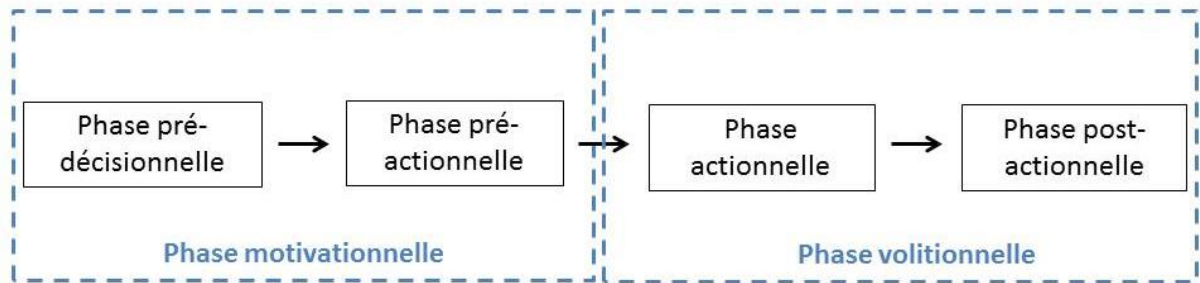 Phase pré-
décisionnelle
Phase pré-
actionnelle
Phase
actionnelle
Phase post-
actionnelle
Phase motivationnelle
Phase volitionnelle